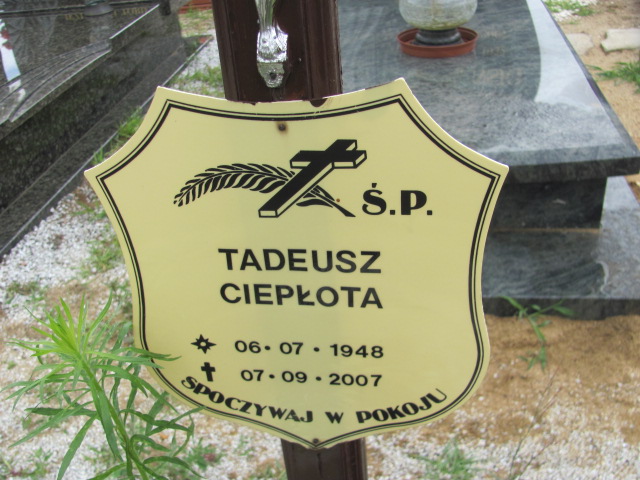 Ś.P.
TADEUSZ
CIEPŁOTA
06·07·1948
07·09·2007
SPOCZYWAJ W POKOJU